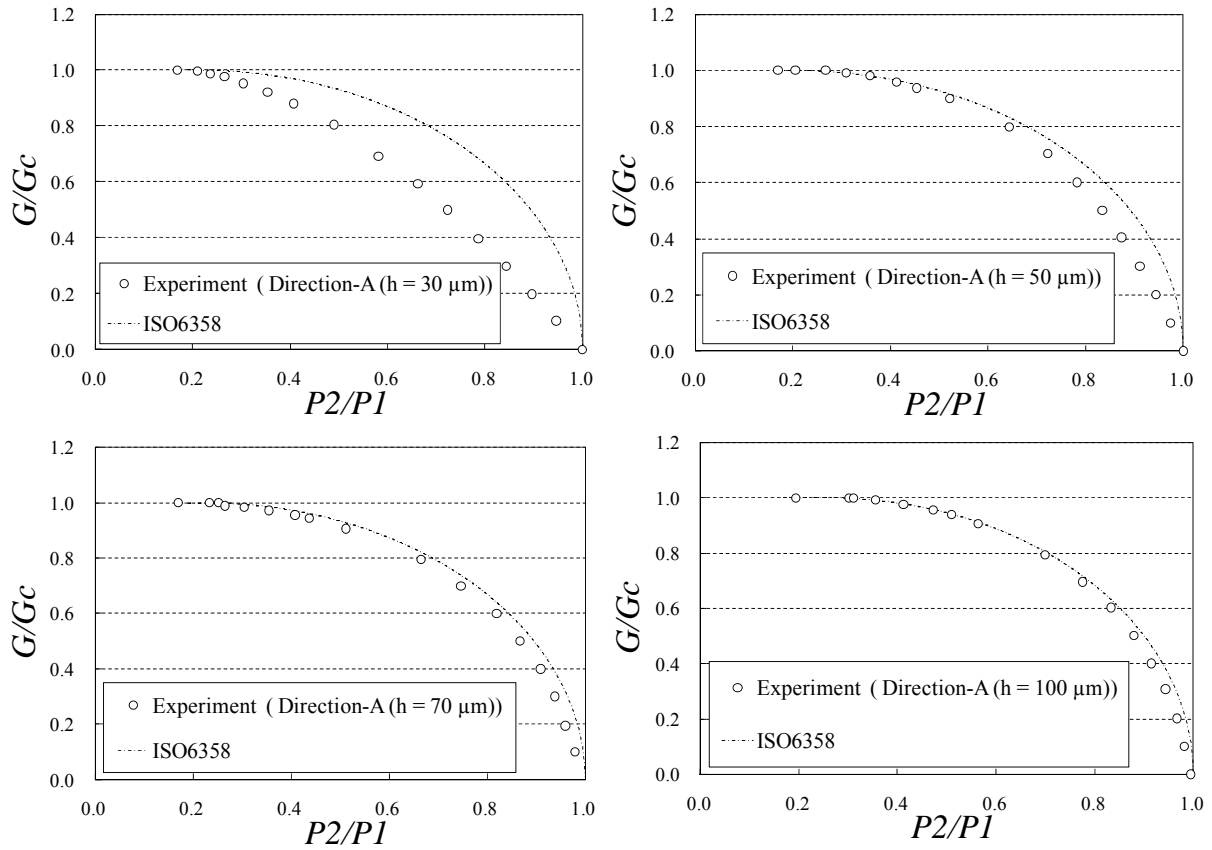 1.2
1.0
0.8
0.6
0.4
0.2
0.0
G/Gc
Experiment ( Direction-A (h = 30 µm))
ISO6358
0.0 0.2 0.4 0.6 0.8 1.0
P2/P1
1.2
1.0
0.8
0.6
0.4
0.2
0.0
G/Gc
Experiment ( Direction-A (h = 50 µm))
ISO6358
0.0 0.2 0.4 0.6 0.8 1.0
P2/P1
1.2
1.0
0.8
0.6
0.4
0.2
0.0
G/Gc
Experiment ( Direction-A (h = 70 µm))
ISO6358
0.0 0.2 0.4 0.6 0.8 1.0
P2/P1
1.2
1.0
0.8
0.6
0.4
0.2
0.0
G/Gc
Experiment ( Direction-A (h = 100 µm))
ISO6358
0.0 0.2 0.4 0.6 0.8 1.0
P2/P1